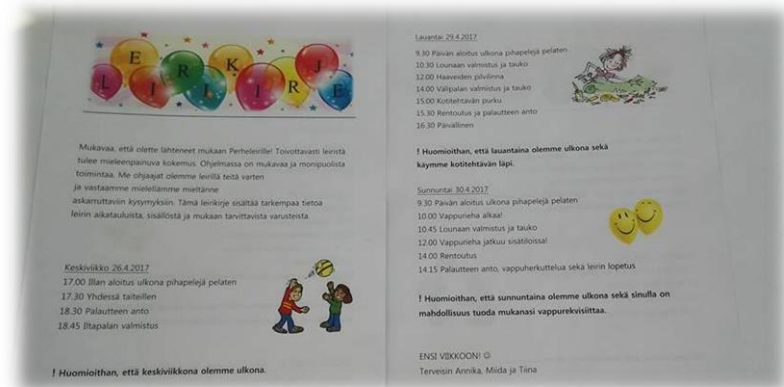 LEIRIKIRJE
Mukavaa, että olette lähteneet mukaan Perheleirille! Toivottavasti leiristä
tulee mieleenpainuva kokemus. Ohjelmassa on mukavaa ja monipuolista
toimintaa. Me ohjaajat olemme leirillä teitä varten
ja vastaamme mielellämme mieltänne
askarruttaviin kysymyksiin. Tämä leirikirje sisältää tarkempaa tietoa
leirin aikatauluista, sisällöstä ja mukaan tarvittavista varusteista.
Keskiviikko 26.4.2017
17.00 Illan aloitus ulkona pihapelejä pelaten
17.30 Yhdessä taiteillen
18.30 Palautteen anto
18.45 Iltapalan valmistus
! Huomioithan, että keskiviikkona olemme ulkona.
Lauantai 29.4.2017
9.30 Päivän aloitus ulkona pihapelejä pelaten
10.30 Lounaan valmistus ja tauko
12.00 Haaveiden pilvilinna
14.00 Välipalan valmistus ja tauko
15.00 Kotitehtävän purku
15.30 Rentoutus ja palautteen anto
16.30 Päivällinen
! Huomioithan, että lauantaina olemme ulkona sekä
käymme kotitehtävän läpi.
Sunnuntai 30.4.2017
9.30 Päivän aloitus ulkona pihapelejä pelaten
10.00 Vappurieha alkaa!
10.45 Lounaan valmistus ja tauko
12.00 Vappurieha jatkuu sisätiloissa!
14.00 Rentoutus
14.15 Palautteen anto, vappuherkuttelua sekä leirin lopetus
! Huomioithan, että sunnuntaina olemme ulkona sekä sinulla on
mahdollisuus tuoda mukanasi vappurekvisiittaa.
ENSI VIIKKOON! ☺
Terveisin Annika, Miida ja Tiina